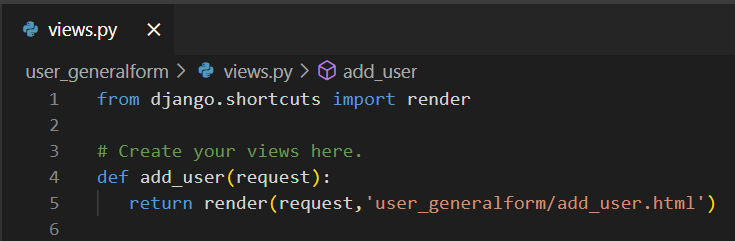 views.py ×
user_generalform > views.py > add_user
1 from django.shortcuts import render
2
3 # Create your views here.
4 def add_user(request):
5 return render(request,'user_generalform/add_user.html')
6